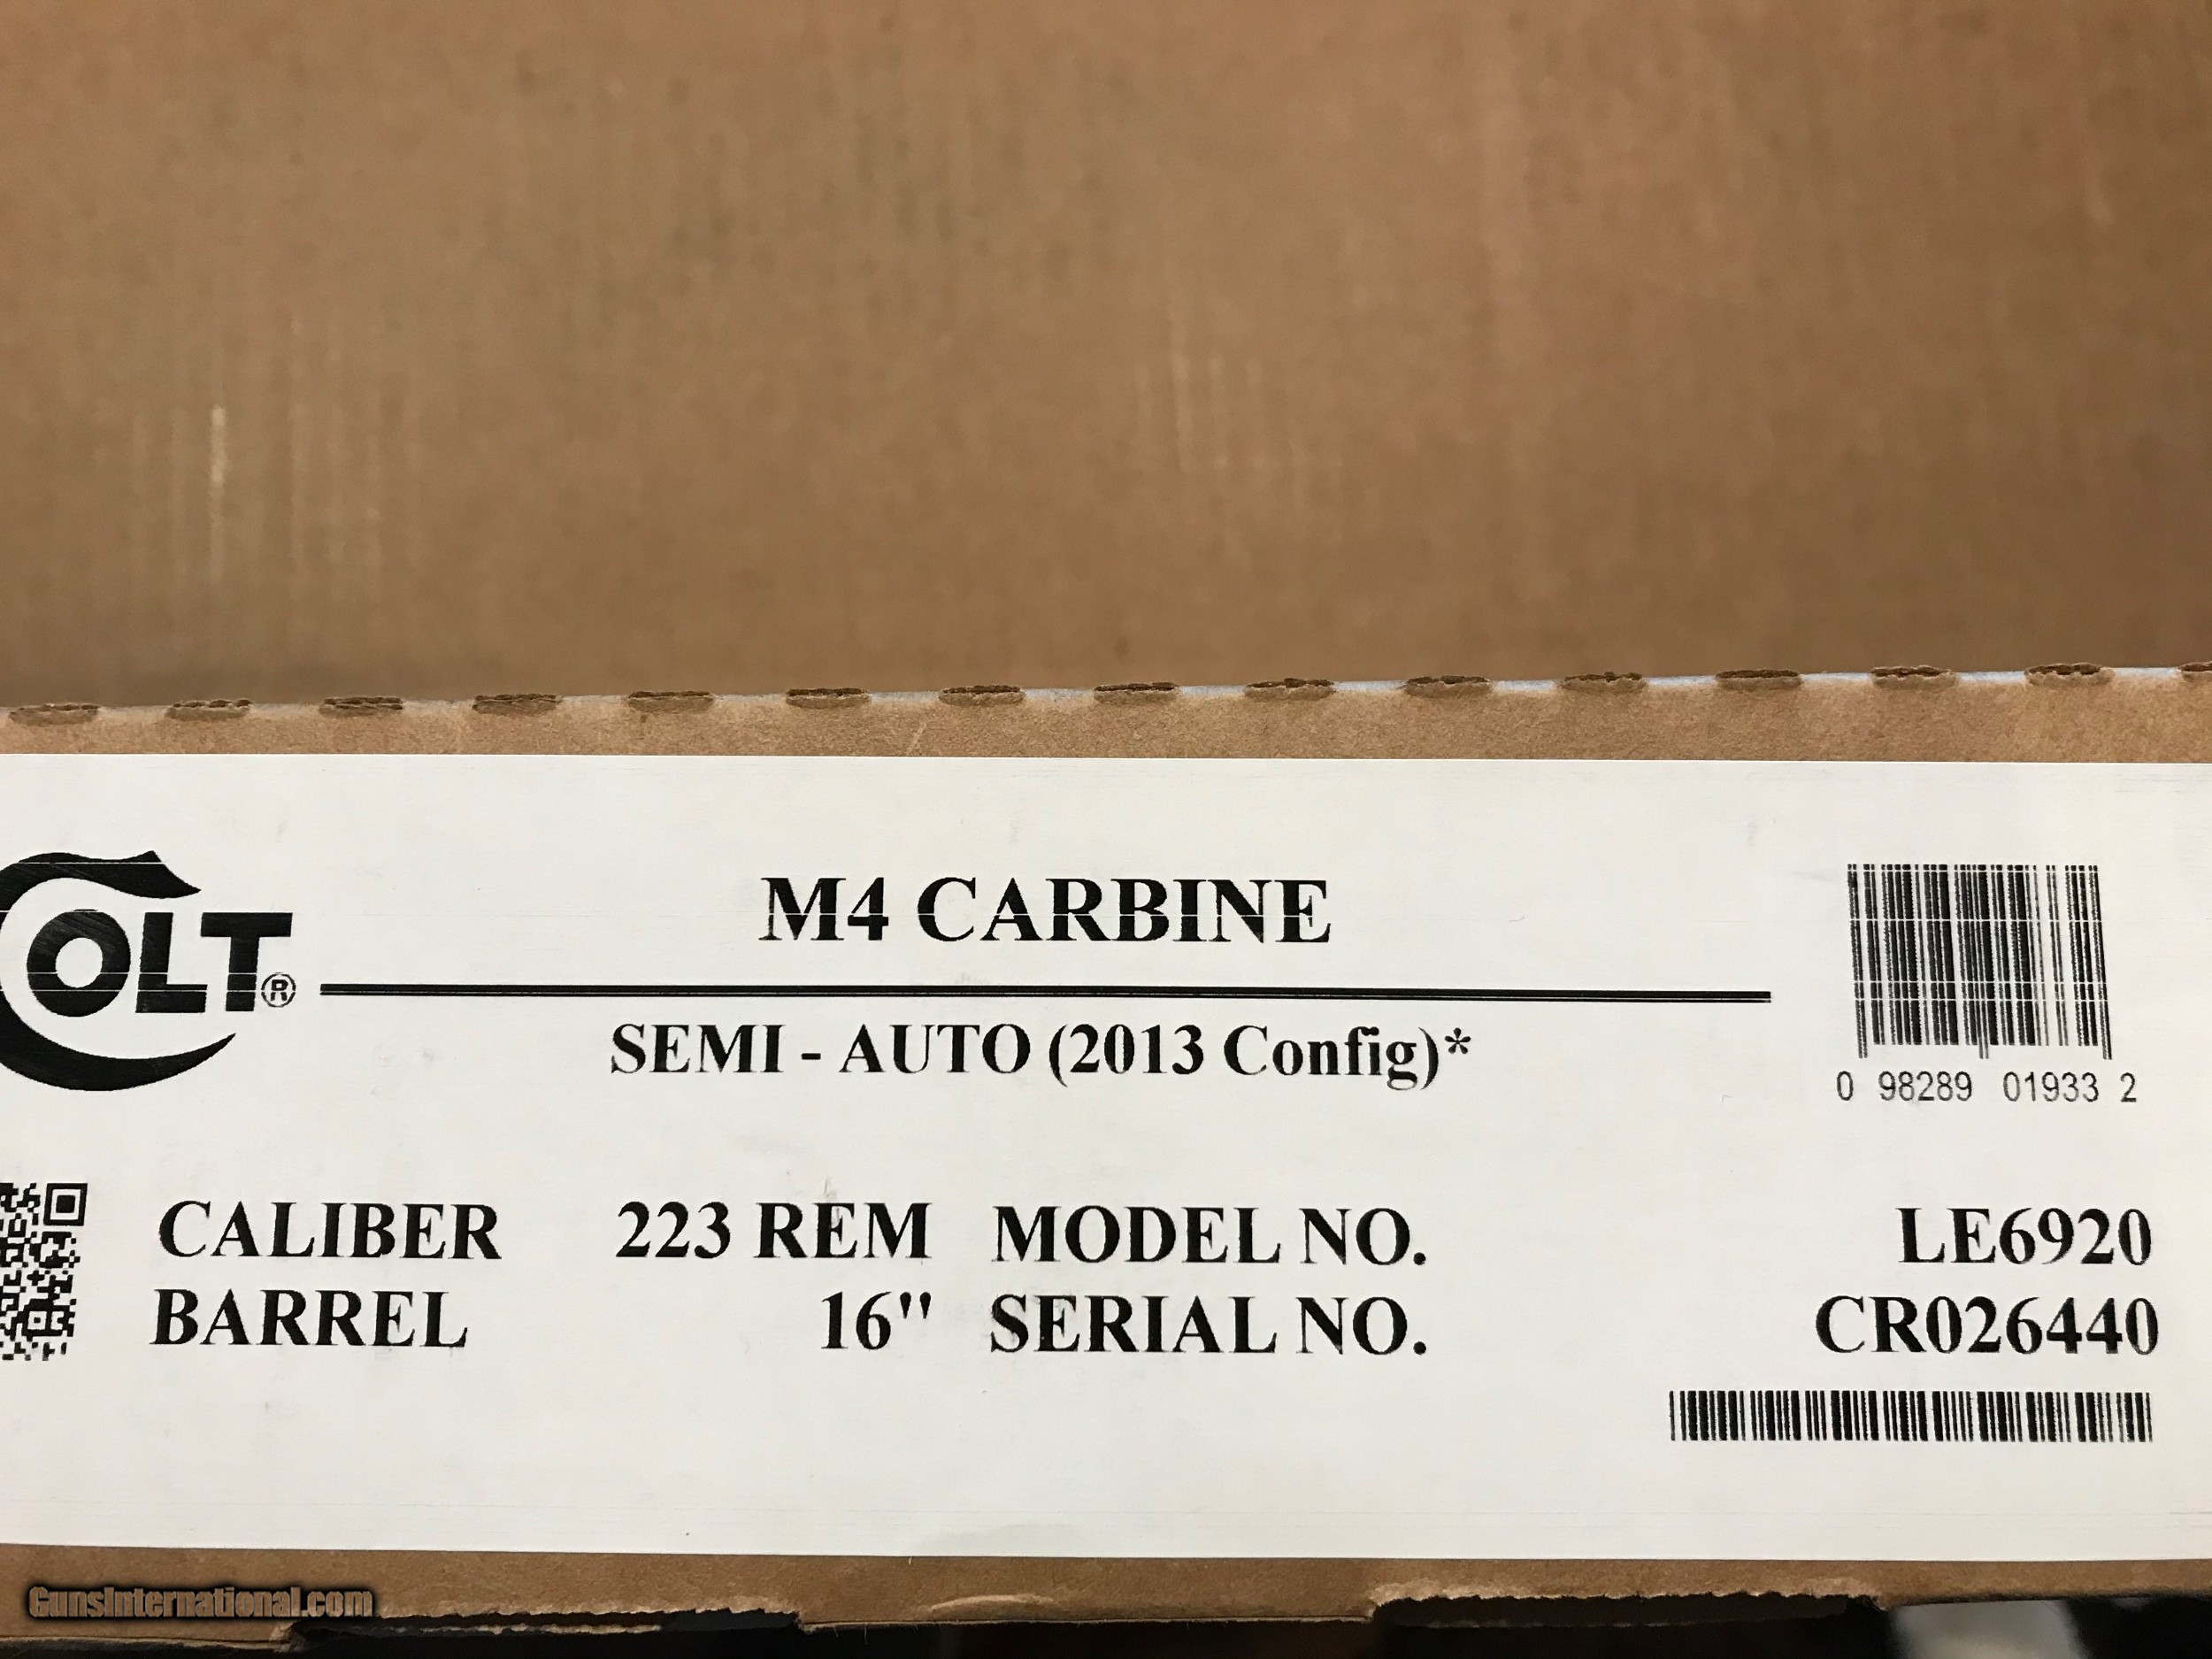 COLT®
M4 CARBINE
SEMI - AUTO (2013 Config)*
0 98289 01933 2
CALIBER 223 REM MODEL NO. LE6920
BARREL 16" SERIAL NO. CR026440
GunsInternational.com